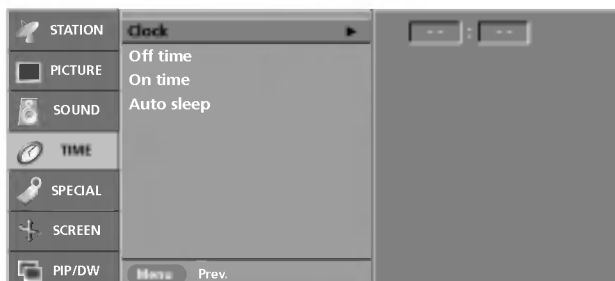 STATION
PICTURE
SOUND
TIME
SPECIAL
SCREEN
PIP/DW
Clock
Off time
On time
Auto sleep
Menu Prev.
-- : --